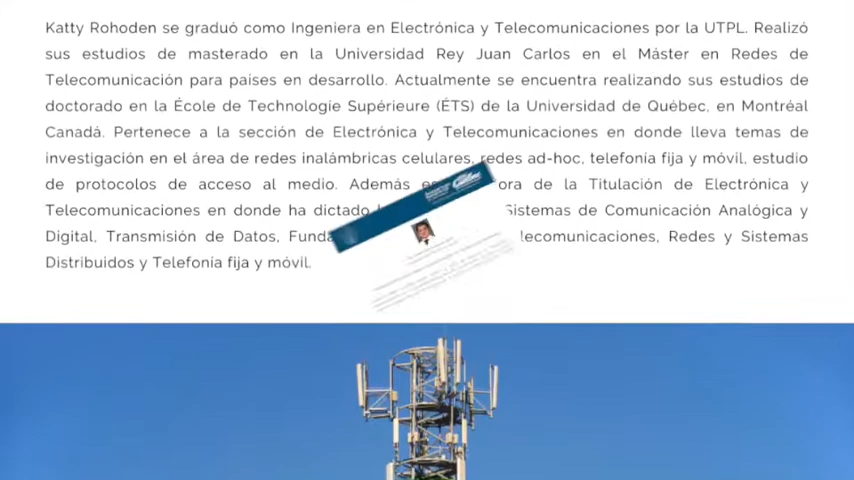 Katty Rohoden se graduó como Ingeniera en Electrónica y Telecomunicaciones por la UTPL. Realizó
sus estudios de masterado en la Universidad Rey Juan Carlos en el Máster en Redes de
Telecomunicación para países en desarrollo. Actualmente se encuentra realizando sus estudios de
doctorado en la École de Technologie Supérieure (ÉTS) de la Universidad de Québec, en Montréal
Canadá. Pertenece a la sección de Electrónica y Telecomunicaciones en donde lleva temas de
investigación en el área de redes inalámbricas celulares, redes ad-hoc, telefonía fija y móvil, estudio
de protocolos de acceso al medio. Además ora de la Titulación de Electrónica y
Telecomunicaciones en donde ha dictado Sistemas de Comunicación Analógica y
Digital, Transmisión de Datos, Funda lecomunicaciones, Redes y Sistemas
Distribuidos y Telefonía fija y móvil.